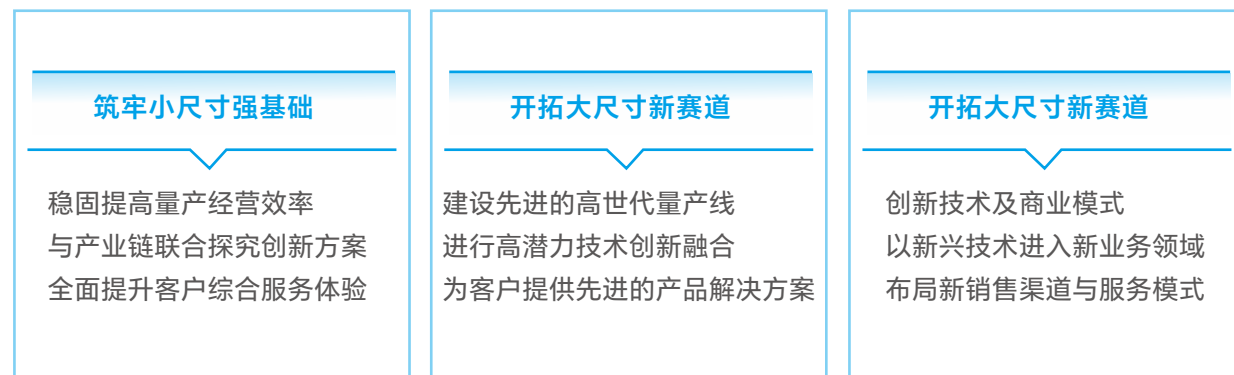 筑牢小尺寸强基础
稳固提高量产经营效率
与产业链联合探究创新方案
全面提升客户综合服务体验
开拓大尺寸新赛道
建设先进的高世代量产线
进行高潜力技术创新融合
为客户提供先进的产品解决方案
开拓大尺寸新赛道
创新技术及商业模式
以新兴技术进入新业务领域
布局新销售渠道与服务模式